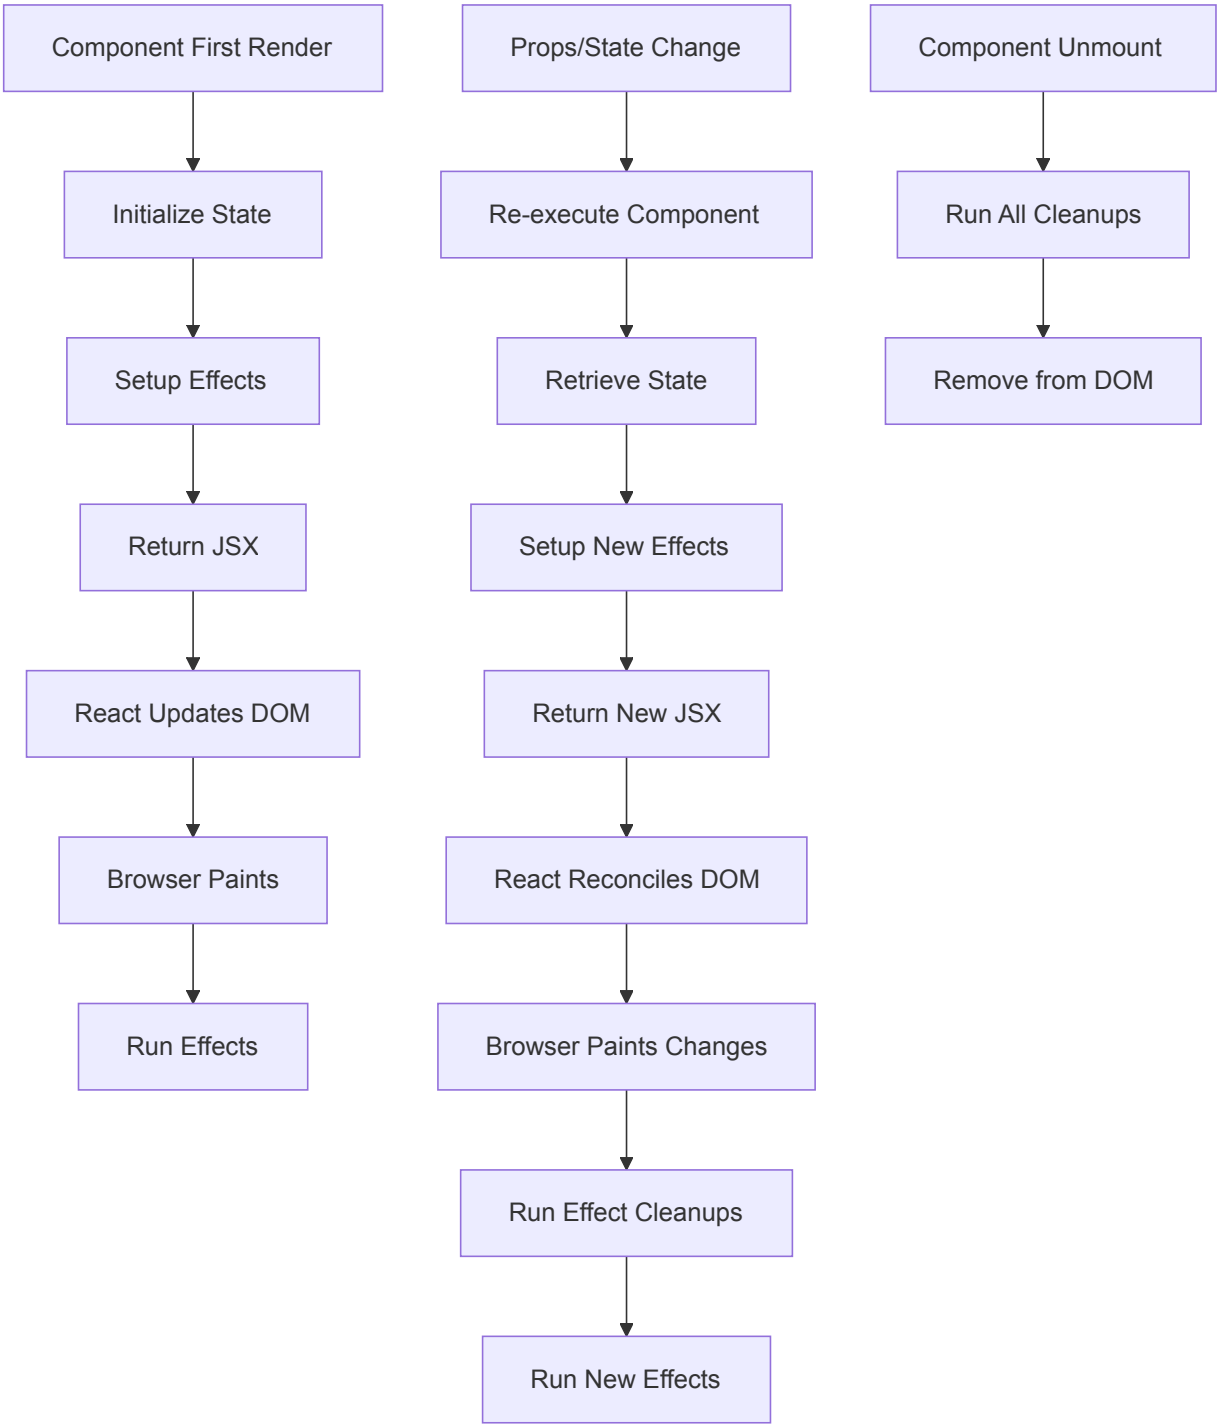 Component First Render
Initialize State
Setup Effects
Return JSX
React Updates DOM
Browser Paints
Run Effects
Props/State Change
Re-execute Component
Retrieve State
Setup New Effects
Return New JSX
React Reconciles DOM
Browser Paints Changes
Run Effect Cleanups
Run New Effects
Component Unmount
Run All Cleanups
Remove from DOM